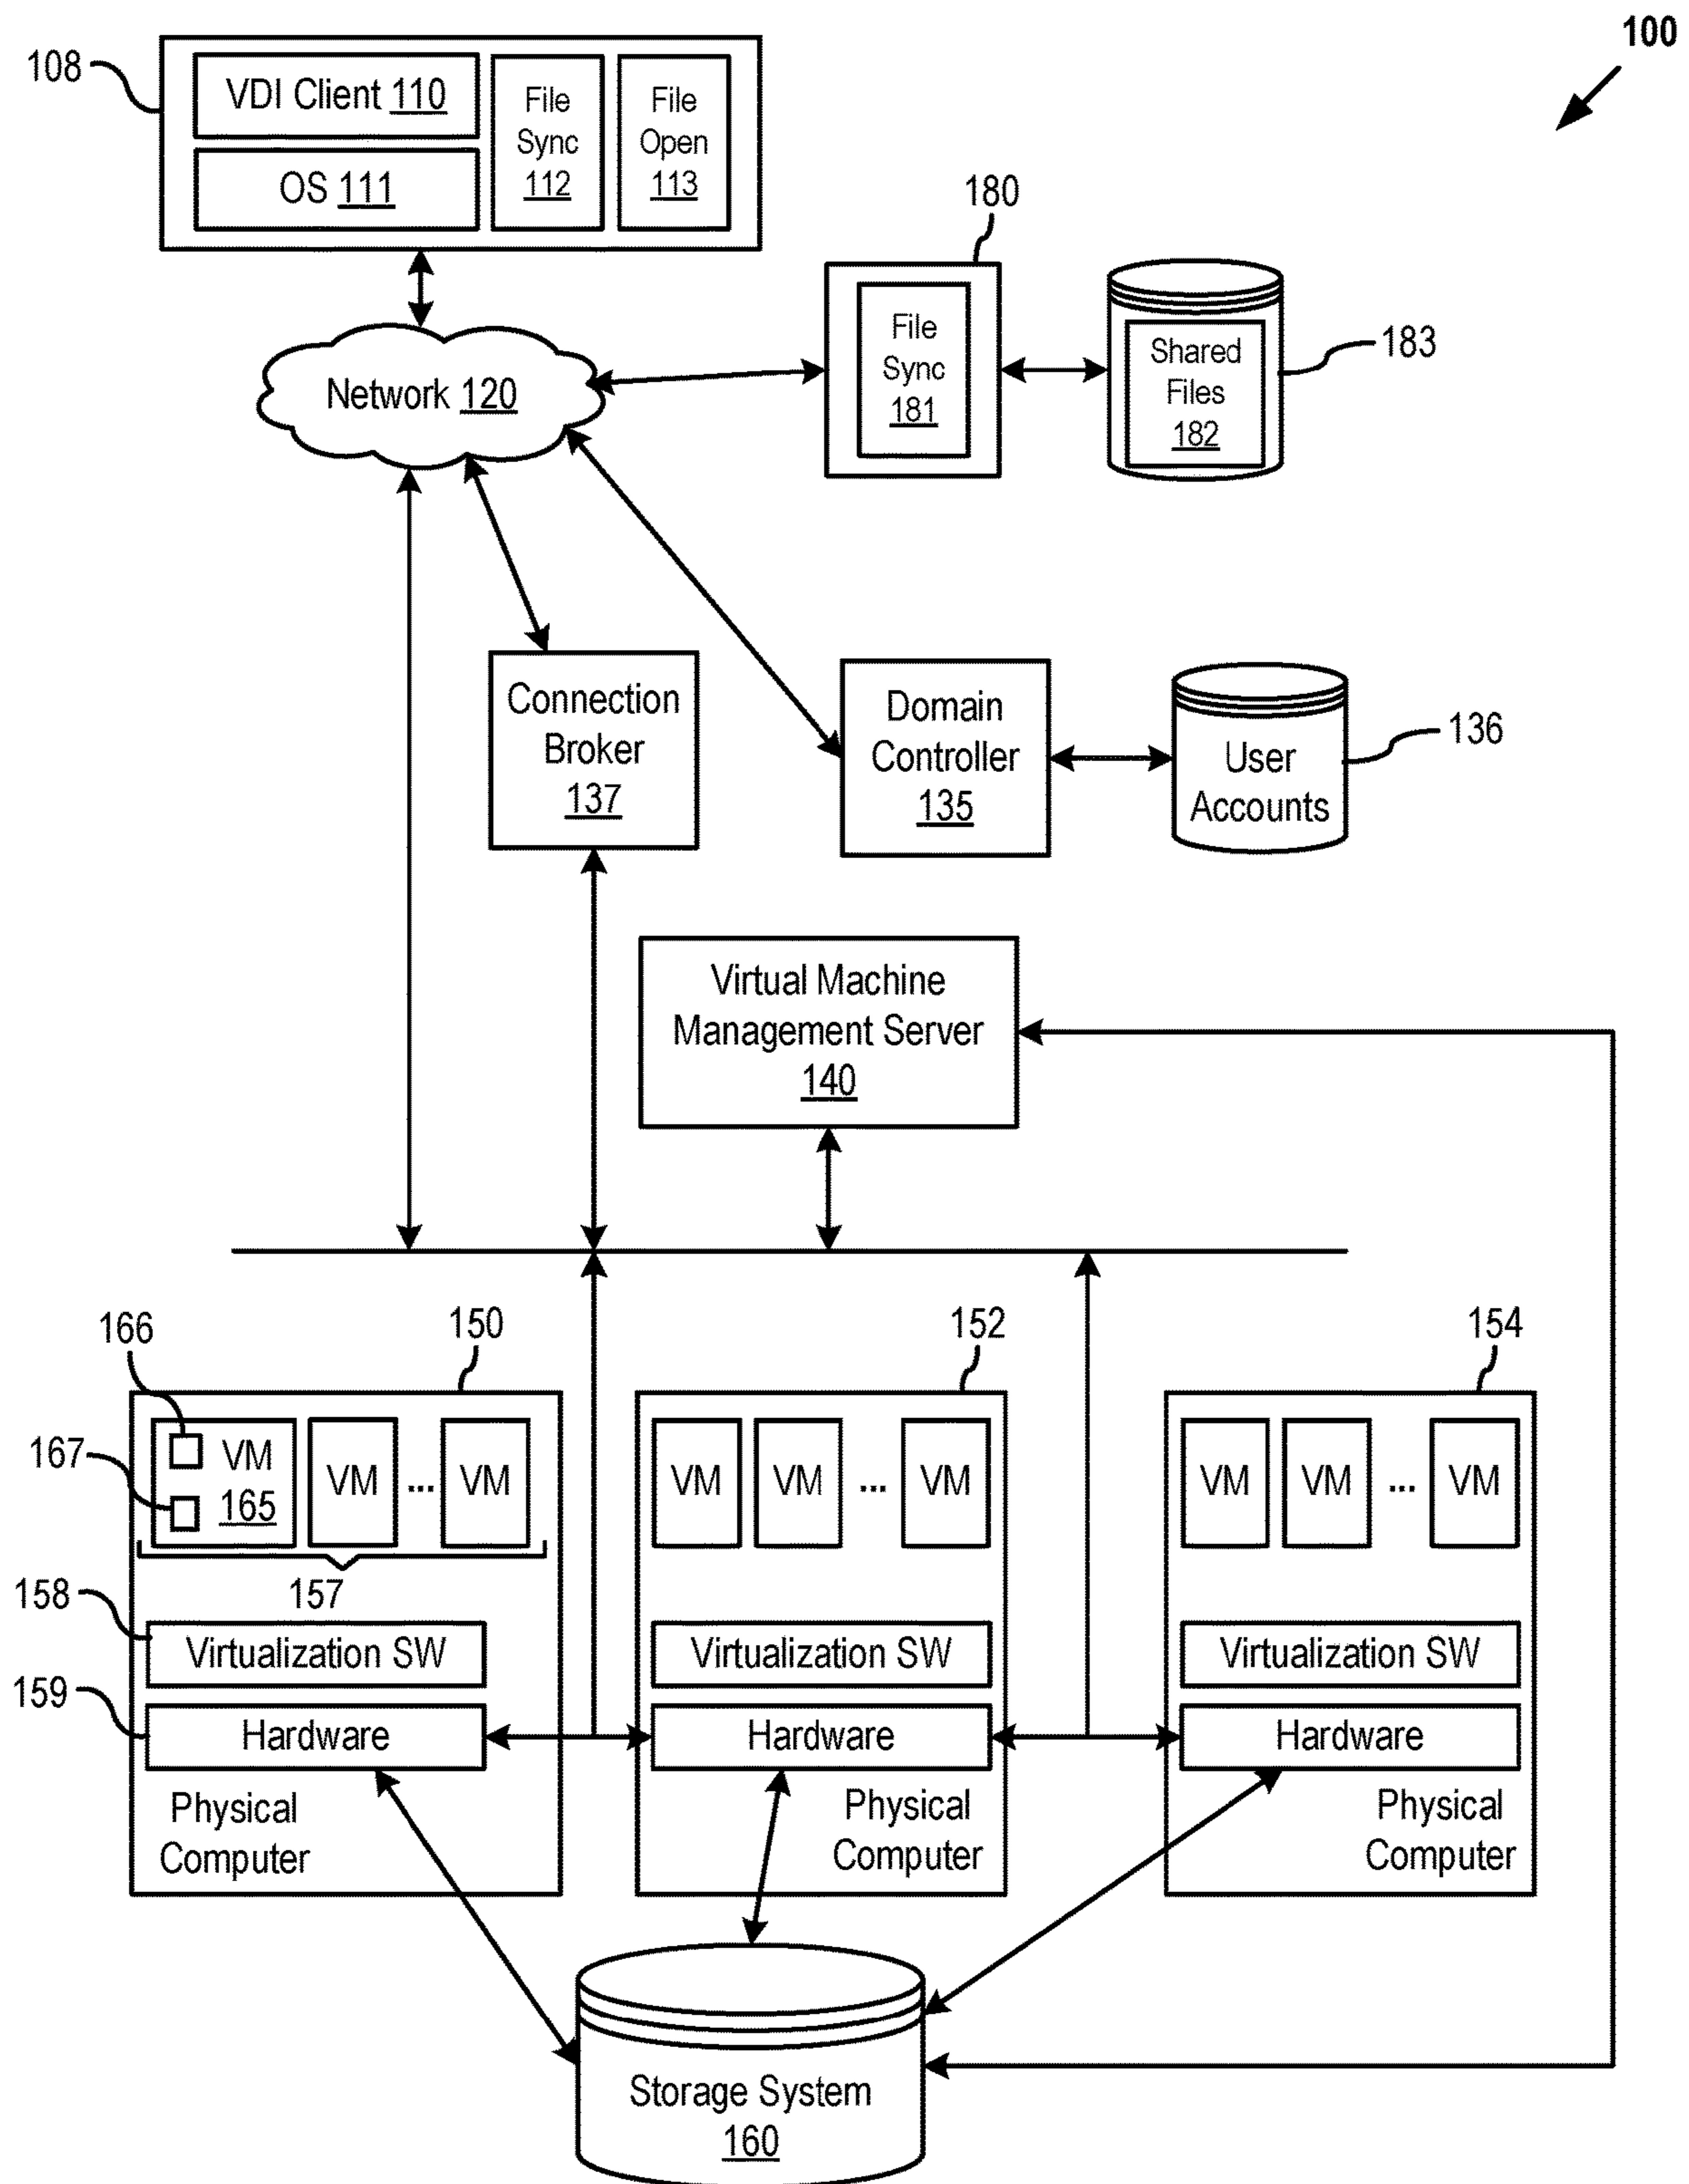 100
108
VDI Client 110
OS 111
File
Sync
112
File
Open
113
180
File
Sync
181
Shared
Files
182
183
Network 120
Connection
Broker
137
Domain
Controller
135
User
Accounts
136
Virtual Machine
Management Server
140
166
150
152
154
167
VM
165
VM
...
VM
VM
VM
...
VM
VM
VM
...
VM
157
158
Virtualization SW
Virtualization SW
Virtualization SW
159
Hardware
Hardware
Hardware
Physical
Computer
Physical
Computer
Physical
Computer
Storage System
160